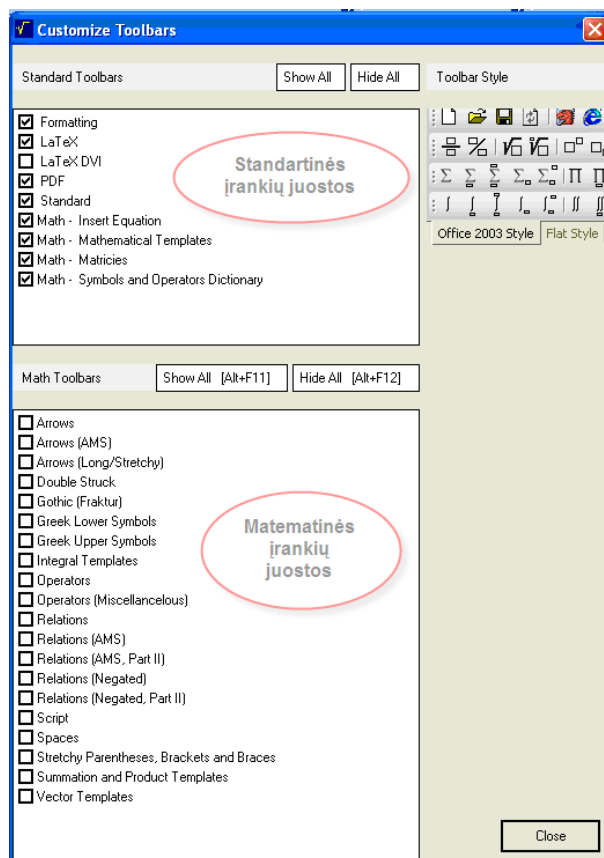 Customize Toolbars
Standard Toolbars
Show All
Hide All
Toolbar Style
Formatting
LaTeX
LaTeX DVI
PDF
Standard
Math - Insert Equation
Math - Mathematical Templates
Math - Matricies
Math - Symbols and Operators Dictionary
Standartinės
įrankių juostos
Office 2003 Style
Flat Style
Math Toolbars
Show All [Alt+F11]
Hide All [Alt+F12]
Arrows
Arrows (AMS)
Arrows (Long/Stretchy)
Double Struck
Gothic (Fraktur)
Greek Lower Symbols
Greek Upper Symbols
Integral Templates
Operators
Operators (Miscellancelous)
Relations
Relations (AMS)
Relations (AMS, Part II)
Relations (Negated)
Relations (Negated, Part II)
Script
Spaces
Stretchy Parentheses, Brackets and Braces
Summation and Product Templates
Vector Templates
Matematinės
įrankių
juostos
Close